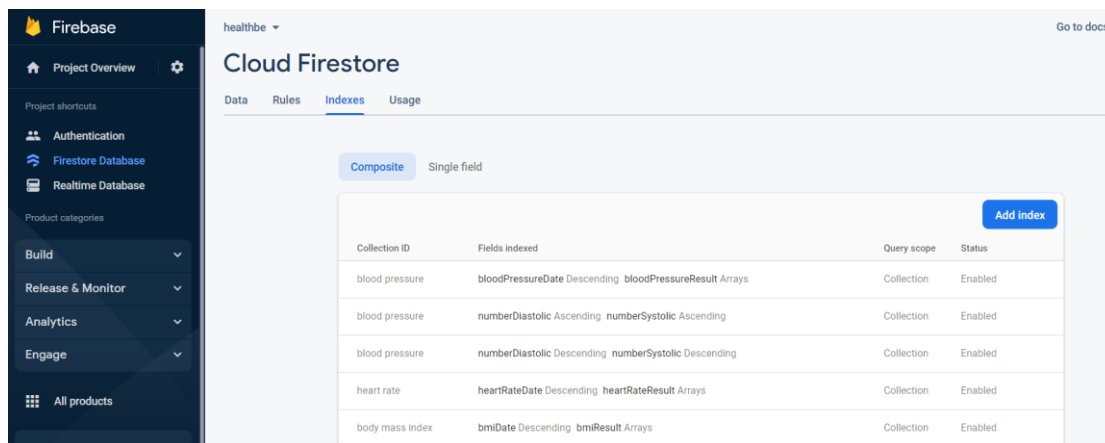 Firebase
Project Overview
Project shortcuts
Authentication
Firestore Database
Realtime Database
Product categories
Build
Release & Monitor
Analytics
Engage
All products
healthbe
Go to docs
Cloud Firestore
Data Rules Indexes Usage
Composite Single field
Add index
Collection ID Fields indexed Query scope Status
blood pressure bloodPressureDate Descending bloodPressureResult Arrays Collection Enabled
blood pressure numberDiastolic Ascending numberSystolic Ascending Collection Enabled
blood pressure numberDiastolic Descending numberSystolic Descending Collection Enabled
heart rate heartRateDate Descending heartRateResult Arrays Collection Enabled
body mass index bmiDate Descending bmiResult Arrays Collection Enabled